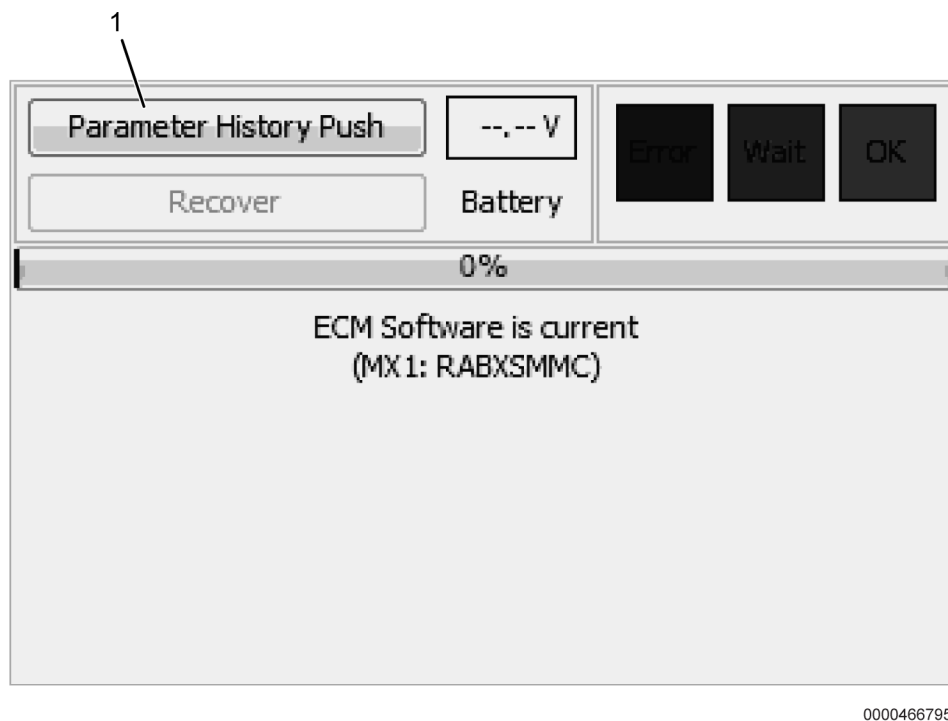 1
Parameter History Push
--.-- V
Error
Wait
OK
Recover
Battery
0%
ECM Software is current
(MX1: RABXSMMC)
0000466795